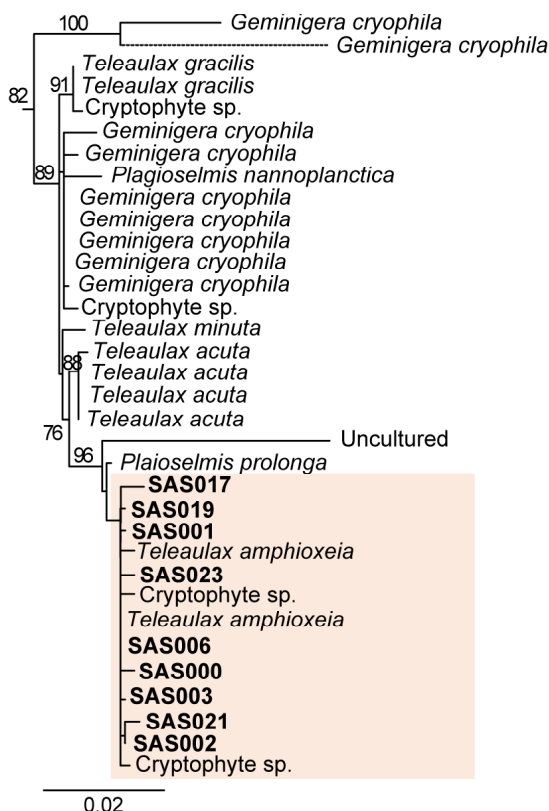 100
Geminigera cryophila
Geminigera cryophila
Teleaulax gracilis
91
Teleaulax gracilis
82
Cryptophyte sp.
Geminigera cryophila
Geminigera cryophila
89
Plagioselmis nannoplanctica
Geminigera cryophila
Geminigera cryophila
Geminigera cryophila
Geminigera cryophila
Geminigera cryophila
Cryptophyte sp.
Teleaulax minuta
Teleaulax acuta
88
Teleaulax acuta
Teleaulax acuta
Teleaulax acuta
76
Uncultured
96
Plaioselmis prolonga
SAS017
SAS019
SAS001
Teleaulax amphioxeia
SAS023
Cryptophyte sp.
Teleaulax amphioxeia
SAS006
SAS000
SAS003
SAS021
SAS002
Cryptophyte sp.
0.02